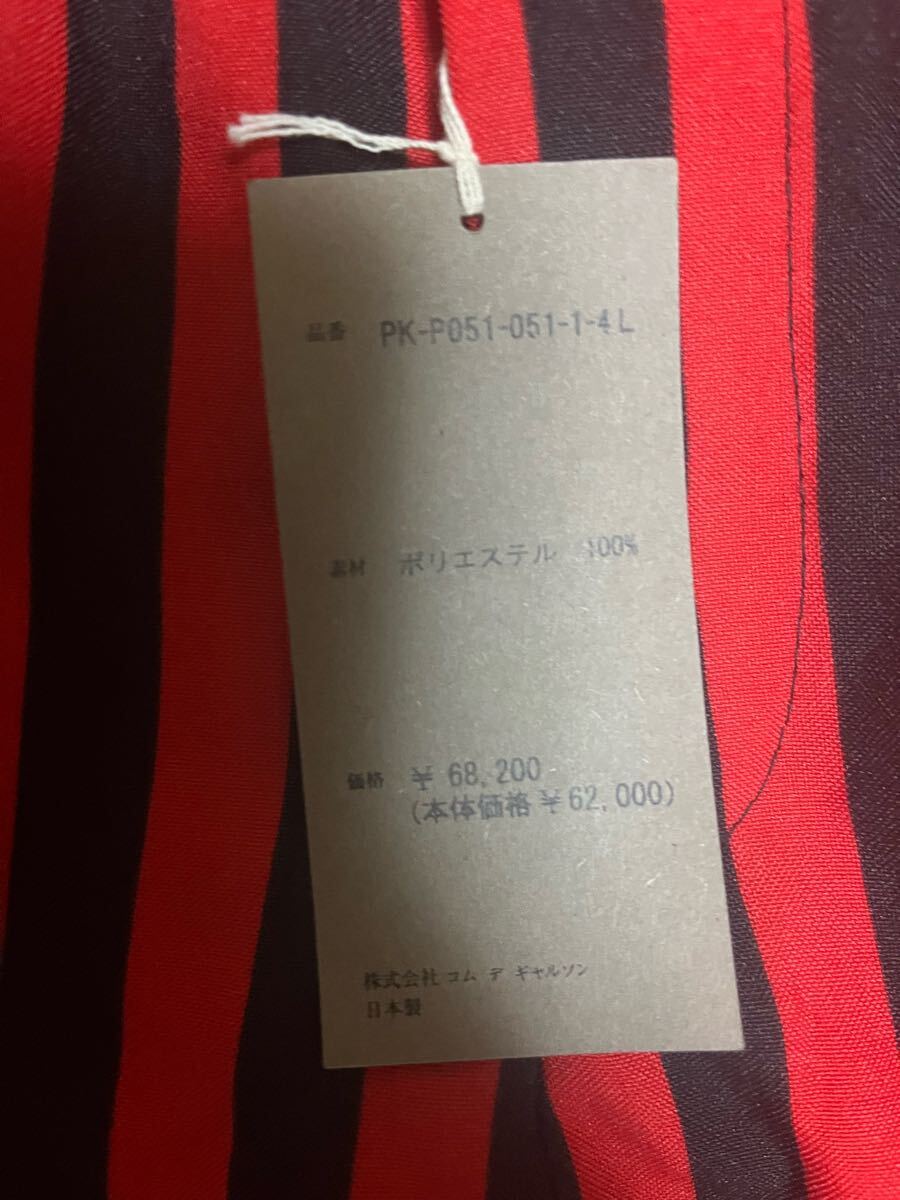 品番 PK-P051-051-1-4L
素材 ポリエステル 100%
価格 ¥ 68,200
(本体価格 ¥62,000)
株式会社 コム デ ギャルソン
日本製